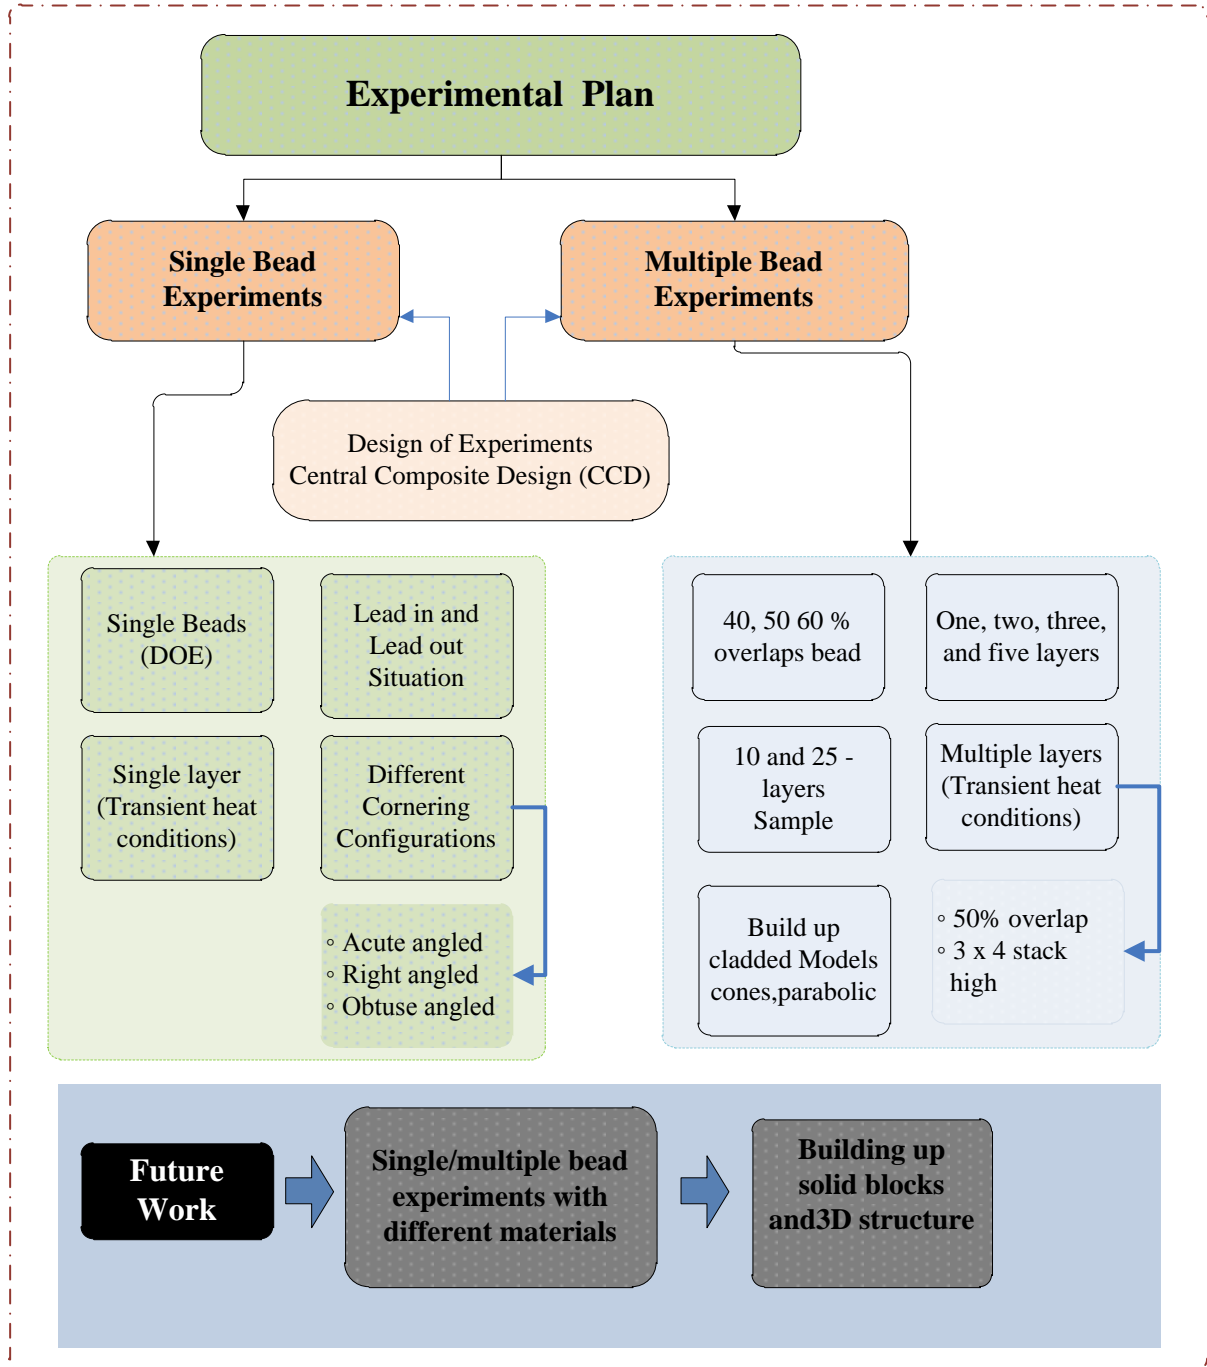 Experimental Plan
Single Bead
Experiments
Multiple Bead
Experiments
Design of Experiments
Central Composite Design (CCD)
Single Beads
(DOE)
Lead in and
Lead out
Situation
Single layer
(Transient heat
conditions)
Different
Cornering
Configurations
◦ Acute angled
◦ Right angled
◦ Obtuse angled
40, 50 60 %
overlaps bead
One, two, three,
and five layers
10 and 25 -
layers
Sample
Multiple layers
(Transient heat
conditions)
Build up
cladded Models
cones,parabolic
◦ 50% overlap
◦ 3 x 4 stack
high
Future
Work
Single/multiple bead
experiments with
different materials
Building up
solid blocks
and3D structure